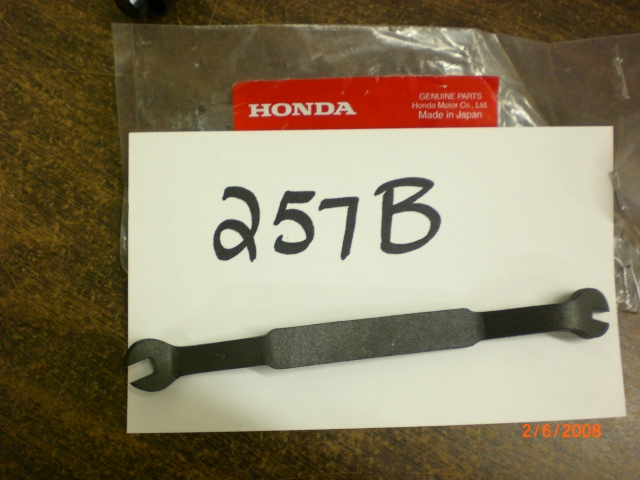 HONDA
GENUINE PARTS
Honda Motor Co., Ltd.
Made in Japan
257B
2/6/2008